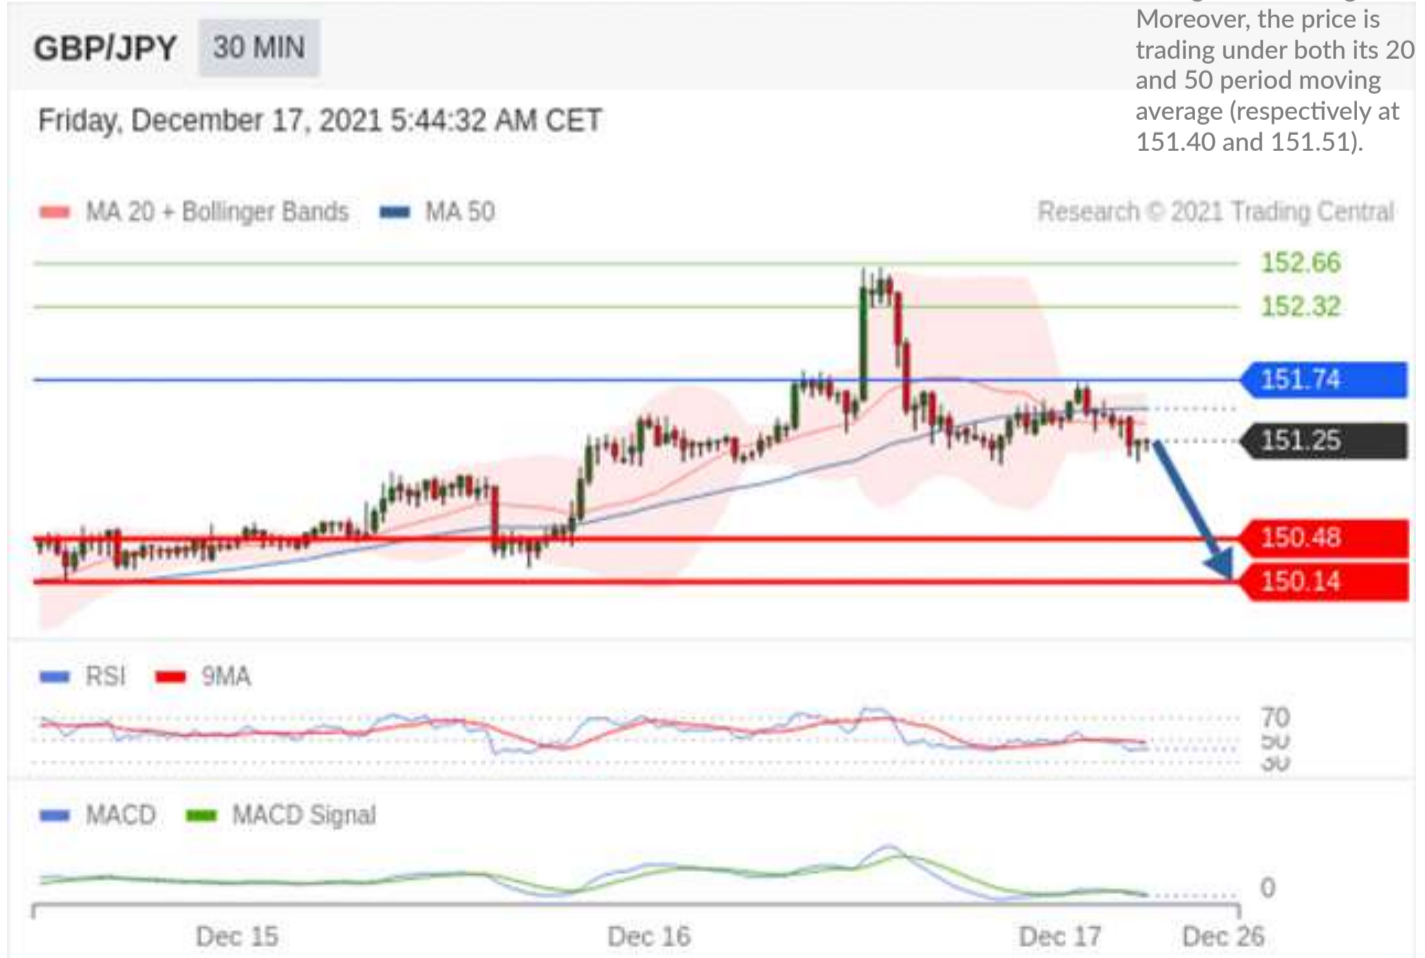 Moreover, the price is
trading under both its 20
and 50 period moving
average (respectively at
151.40 and 151.51).
GBP/JPY 30 MIN
Friday, December 17, 2021 5:44:32 AM CET
MA 20 + Bollinger Bands MA 50
Research © 2021 Trading Central
152.66
152.32
151.74
151.25
150.48
150.14
RSI 9MA
70
50
30
MACD MACD Signal
0
Dec 15 Dec 16 Dec 17 Dec 26